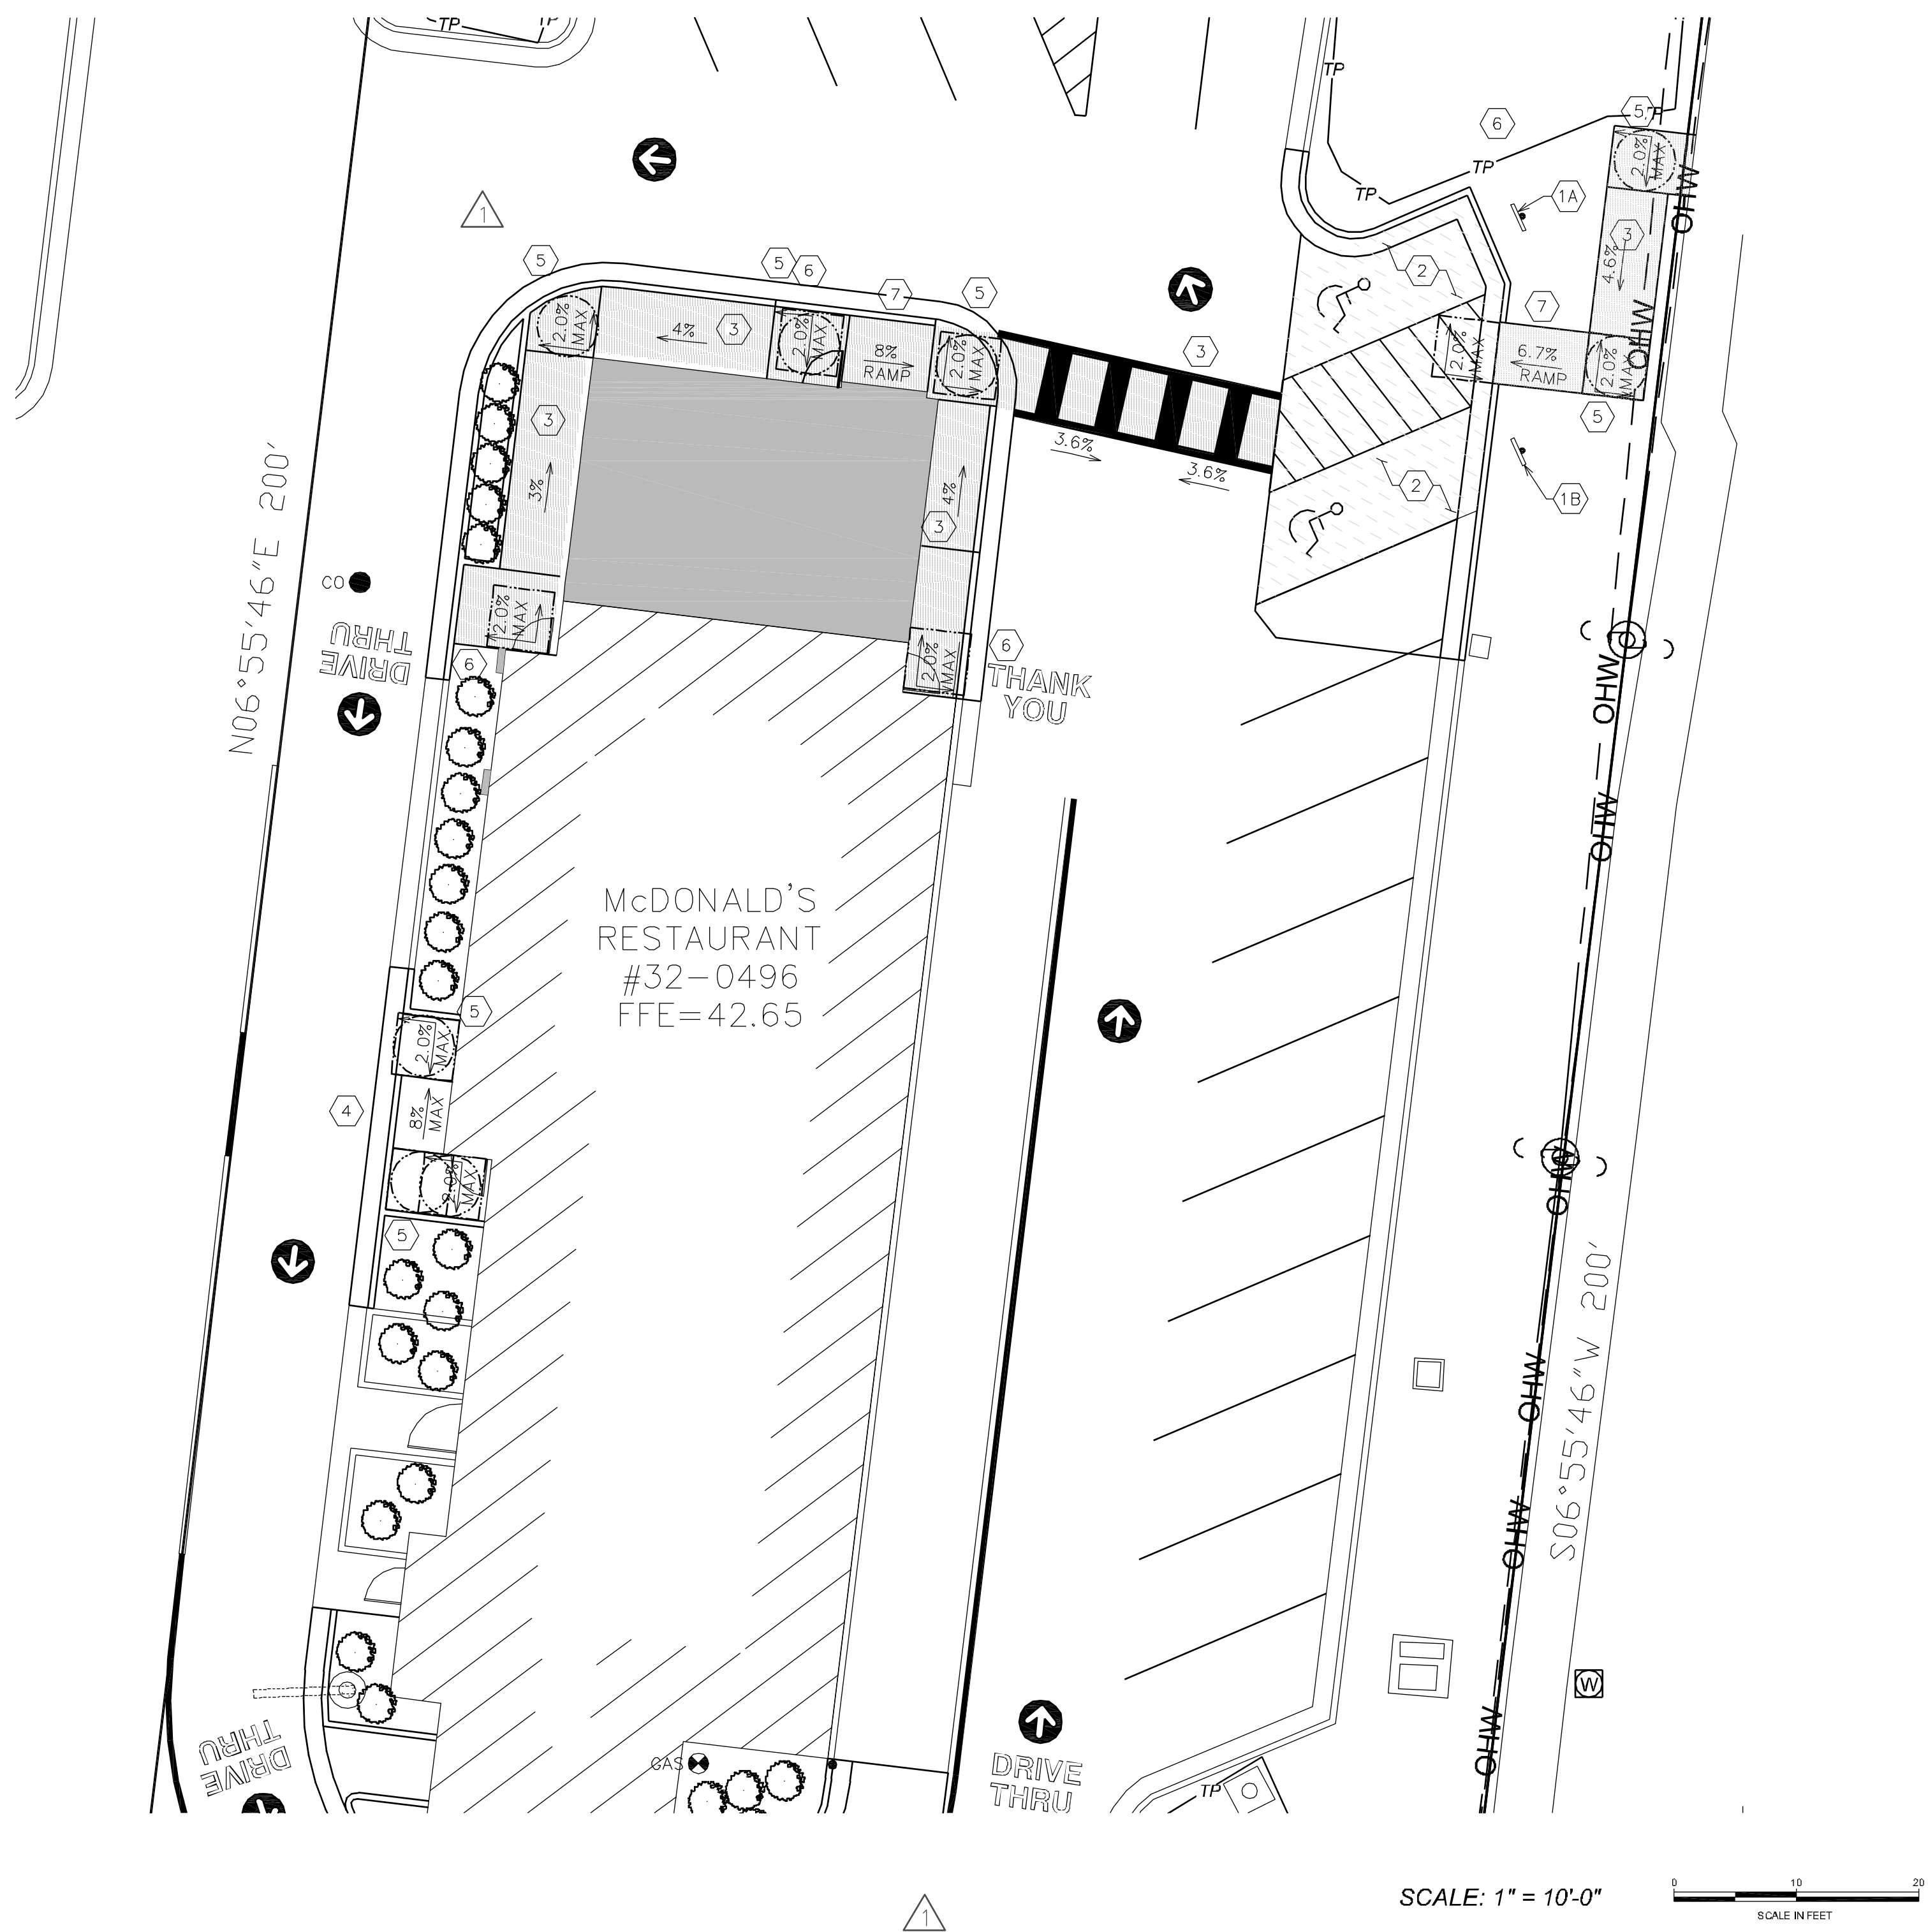 TP
TP
TP
5,7
6
2.0%
MAX
TP
TP
1A
OHW
1
3
4.6%
5
5
6
7
5
2
7
OHW
2.0%
MAX
4%
3
2.0%
MAX
8%
RAMP
2.0%
MAX
3
2.0%
MAX
6.7%
RAMP
2.0%
MAX
5
3
3%
3.6%
3.6%
4%
3
2
1B
N06°55'46"E 200'
CO
DRIVE
THRU
2.0%
MAX
6
2.0%
MAX
6
THANK
YOU
OHW
OHW
McDONALD'S
RESTAURANT
#32-0496
FFE=42.65
5
2.0%
MAX
4
8%
MAX
2.0%
MAX
5
OHW
S06°55'46"W 200'
OHW
OHW
W
DRIVE
THRU
GAS
DRIVE
THRU
TP
OHW
SCALE: 1" = 10'-0"
0 10 20
SCALE IN FEET
1